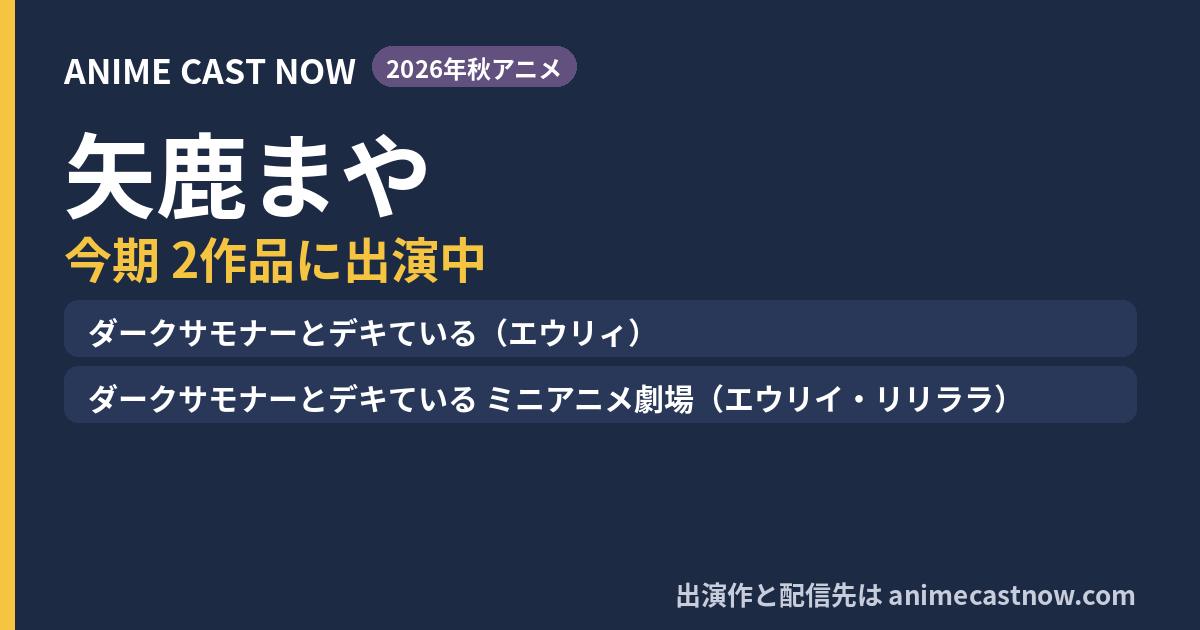 ANIME CAST NOW 2026年秋アニメ
矢鹿まや
今期 2作品に出演中
ダークサモナーとデキている（エウリィ）
ダークサモナーとデキている ミニアニメ劇場（エウリイ・リリララ）
出演作と配信先は animecastnow.com